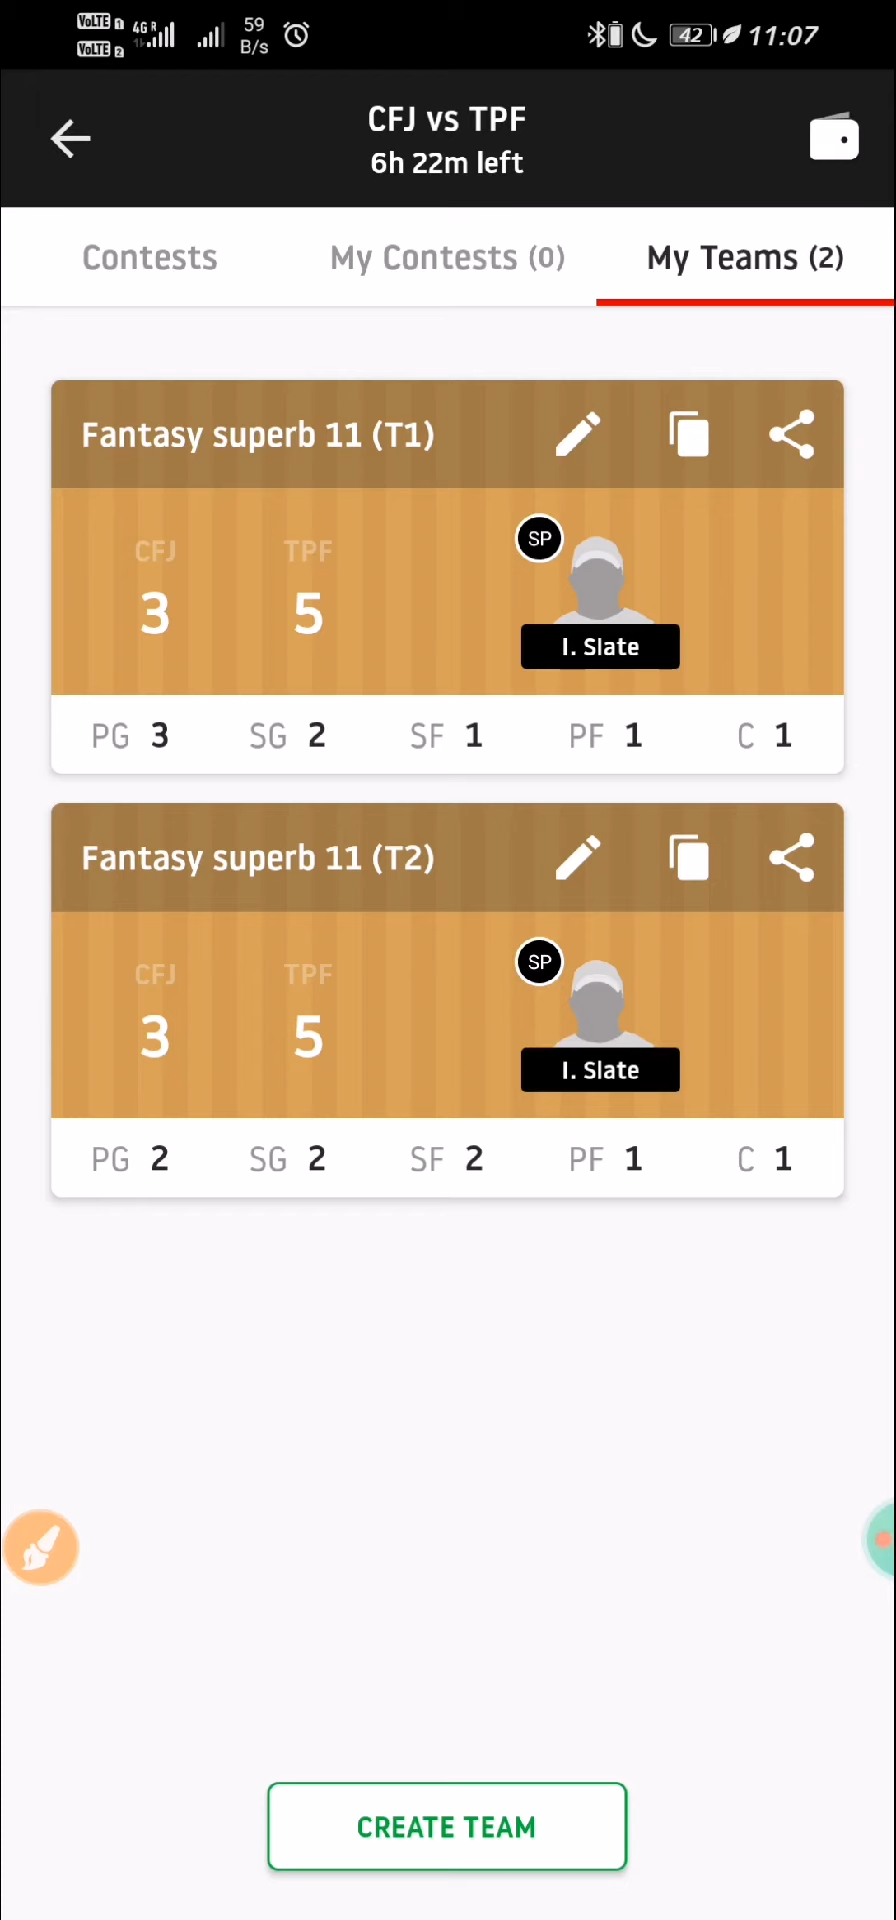 VoLTE 1 4G R 59
VoLTE 2 B/s 42 11:07
CFJ vs TPF
6h 22m left
Contests My Contests (0) My Teams (2)
Fantasy superb 11 (T1)
CFJ TPF SP
3 5
I. Slate
PG 3 SG 2 SF 1 PF 1 C 1
Fantasy superb 11 (T2)
CFJ TPF SP
3 5
I. Slate
PG 2 SG 2 SF 2 PF 1 C 1
CREATE TEAM